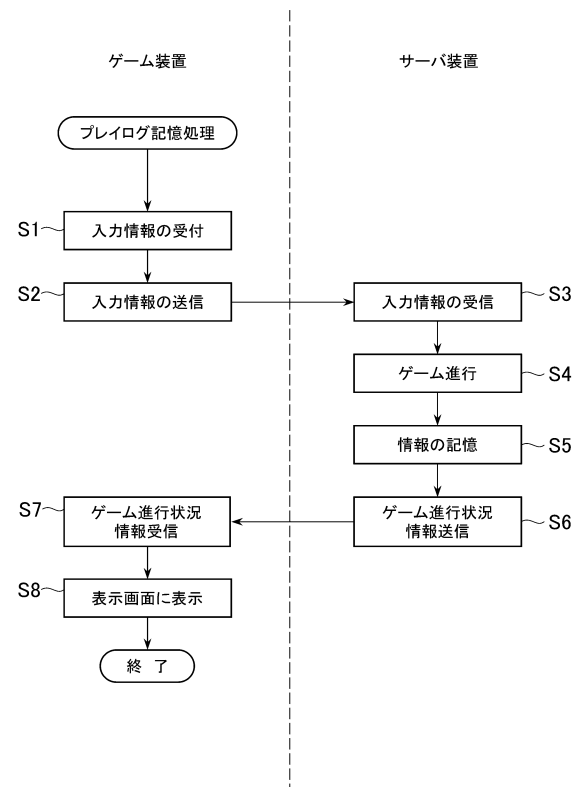 ゲーム装置
サーバ装置
プレイログ記憶処理
S1
入力情報の受付
S2
入力情報の送信
入力情報の受信
S3
ゲーム進行
S4
情報の記憶
S5
ゲーム進行状況
情報送信
S6
S7
ゲーム進行状況
情報受信
S8
表示画面に表示
終 了